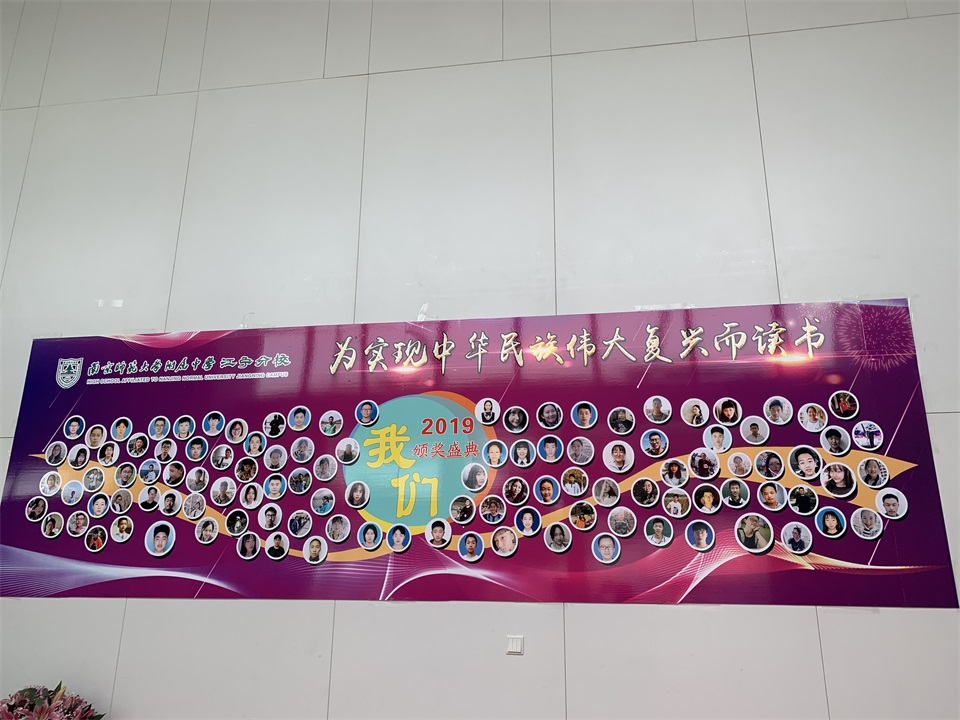 南京师范大学附属中学江宁分校
HIGH SCHOOL AFFILIATED TO NANJING NORMAL UNIVERSITY JIANGNING CAMPUS
为实现中华民族伟大复兴而读书
2019
颁奖盛典
我
们